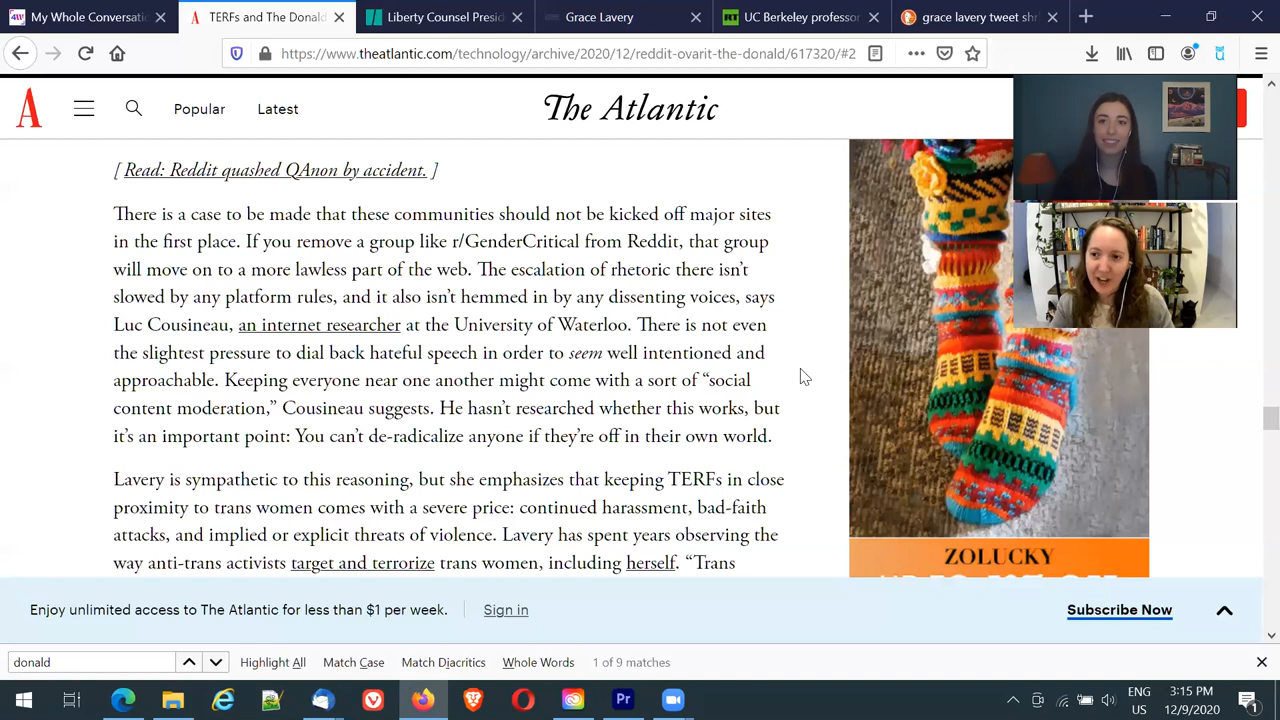 My Whole Conversati
TERFs and The Donald
Liberty Counsel Presid
Grace Lavery
UC Berkeley professor
grace lavery tweet shr
https://www.theatlantic.com/technology/archive/2020/12/reddit-ovarit-the-donald/617320/#2
Popular
Latest
The Atlantic
[ Read: Reddit quashed QAnon by accident. ]
There is a case to be made that these communities should not be kicked off major sites
in the first place. If you remove a group like r/GenderCritical from Reddit, that group
will move on to a more lawless part of the web. The escalation of rhetoric there isn’t
slowed by any platform rules, and it also isn’t hemmed in by any dissenting voices, says
Luc Cousineau, an internet researcher at the University of Waterloo. There is not even
the slightest pressure to dial back hateful speech in order to seem well intentioned and
approachable. Keeping everyone near one another might come with a sort of “social
content moderation,” Cousineau suggests. He hasn’t researched whether this works, but
it’s an important point: You can’t de-radicalize anyone if they’re off in their own world.
Lavery is sympathetic to this reasoning, but she emphasizes that keeping TERFs in close
proximity to trans women comes with a severe price: continued harassment, bad-faith
attacks, and implied or explicit threats of violence. Lavery has spent years observing the
way anti-trans activists target and terrorize trans women, including herself. “Trans
ZOLUCKY
Enjoy unlimited access to The Atlantic for less than $1 per week.
Sign in
Subscribe Now
donald
Highlight All
Match Case
Match Diacritics
Whole Words
1 of 9 matches
ENG
US
3:15 PM
12/9/2020